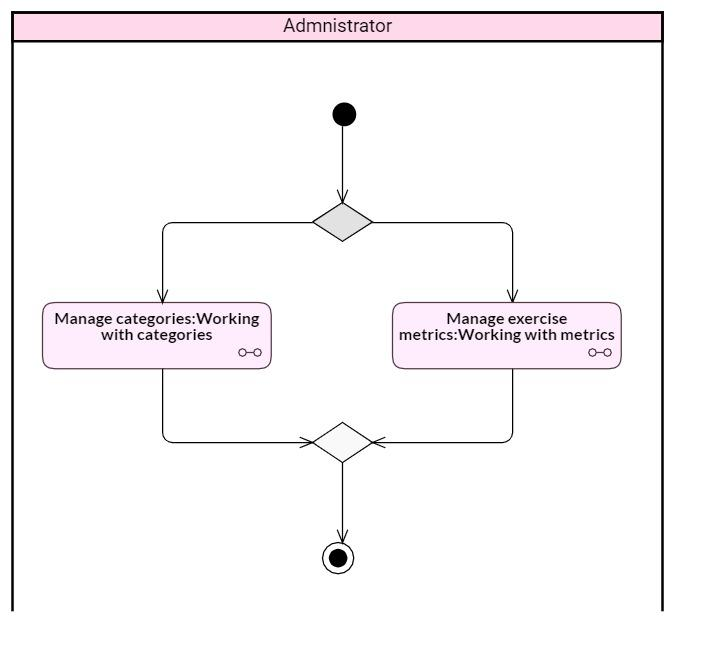 Admnistrator
Manage categories:Working
with categories
Manage exercise
metrics:Working with metrics